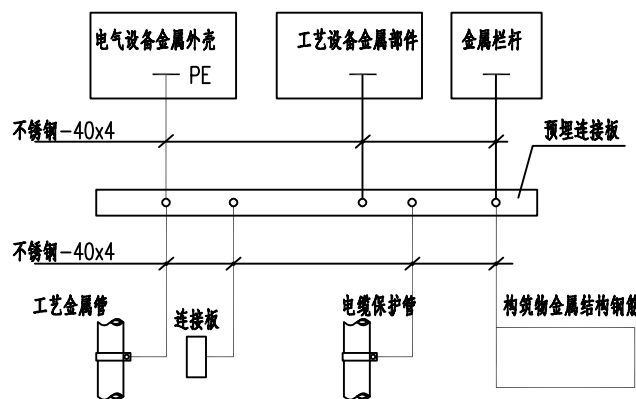 电气设备金属外壳
工艺设备金属部件
金属栏杆
PE
不锈钢-40x4
预埋连接板
不锈钢-40x4
工艺金属管
连接板
电缆保护管
构筑物金属结构钢筋